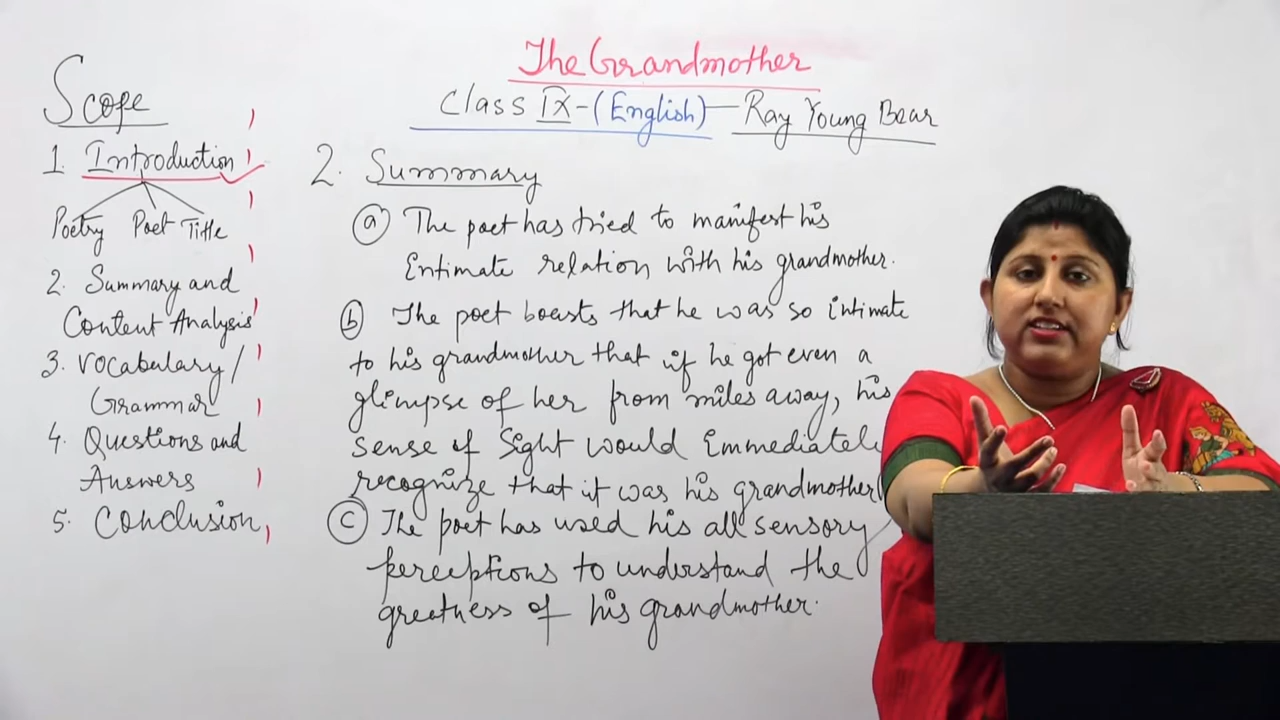 The Grandmother
Class IX-(English)—Ray Young Bear
Scope
1. Introduction
Poetry Poet Title
2. Summary and
Content Analysis
3. Vocabulary/
Grammar
4. Questions and
Answers
5. Conclusion
2. Summary
(a) The poet has tried to manifest his
Entimate relation with his grandmother.
(b) The poet boasts that he was so intimate
to his grandmother that if he got even a
glimpse of her from miles away, his
sense of Sight would Emmediately
recognize that it was his grandmother
(c) The poet has used his all sensory
perceptions to understand the
greatness of his grandmother.